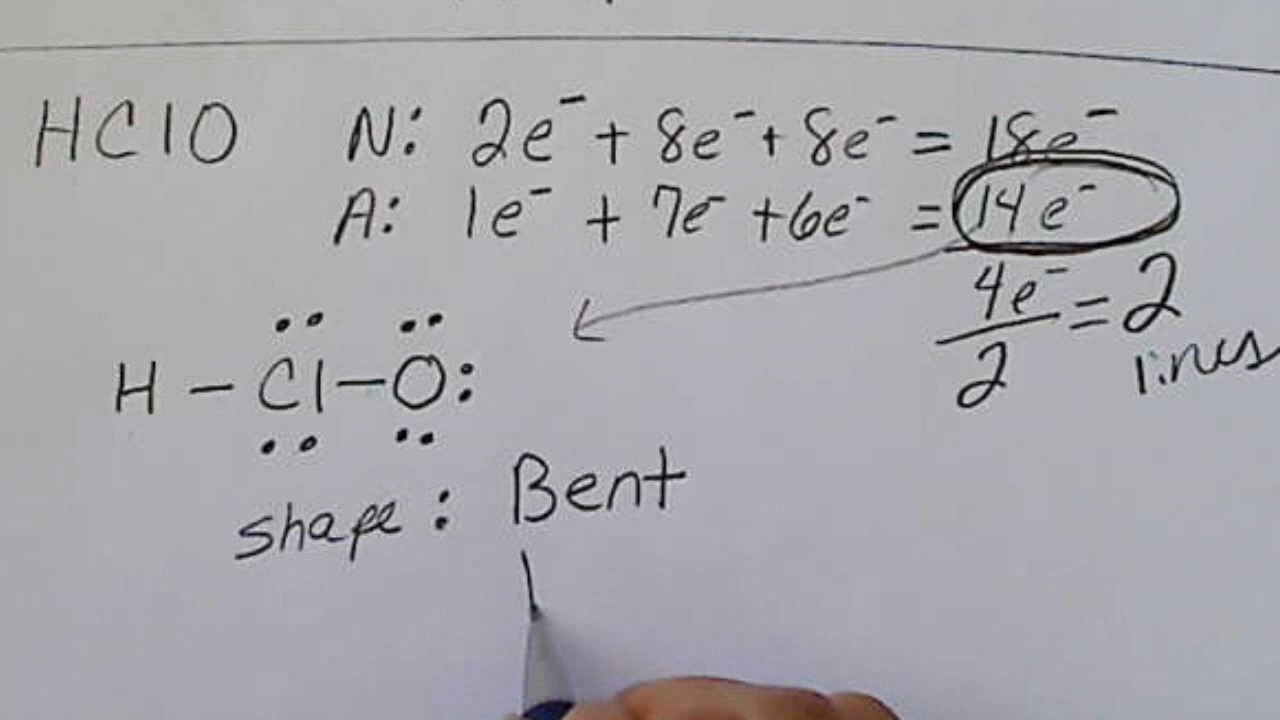 HClO N: 2e⁻ + 8e⁻ + 8e⁻ = 18e⁻
A: 1e⁻ + 7e⁻ + 6e⁻ = 14e⁻
4e⁻/2 = 2
lines
H – Cl – O:
shape: Bent